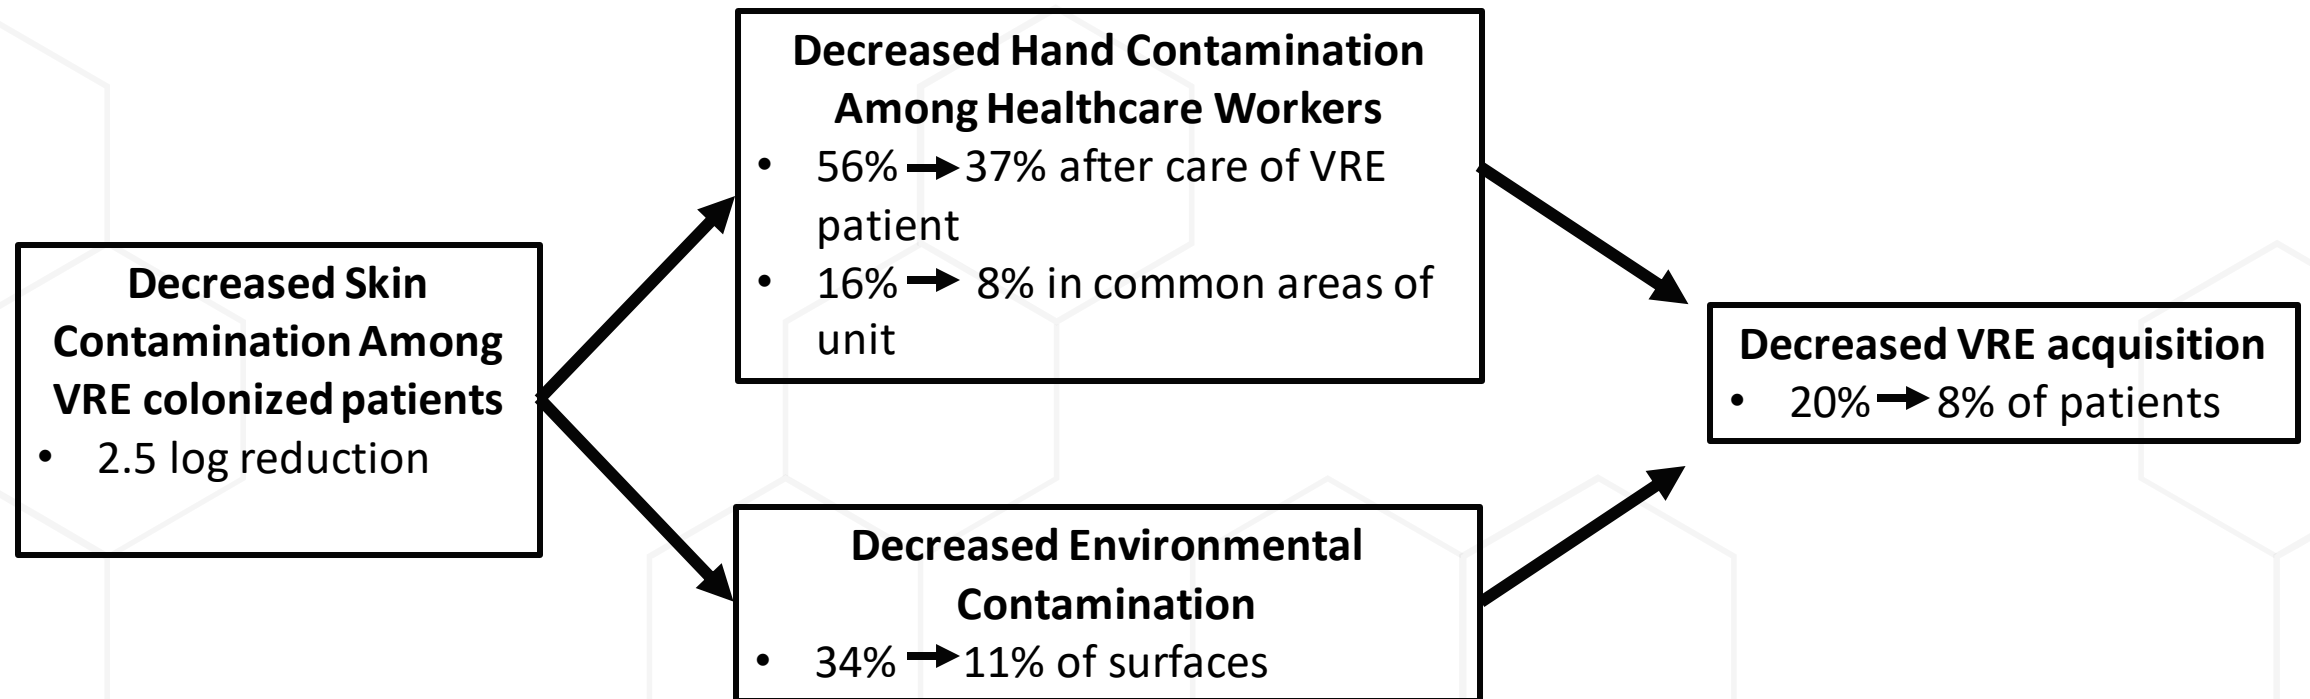 Decreased Skin
Contamination Among
VRE colonized patients
• 2.5 log reduction
Decreased Hand Contamination
Among Healthcare Workers
• 56% → 37% after care of VRE
patient
• 16% → 8% in common areas of
unit
Decreased Environmental
Contamination
• 34% → 11% of surfaces
Decreased VRE acquisition
• 20% → 8% of patients